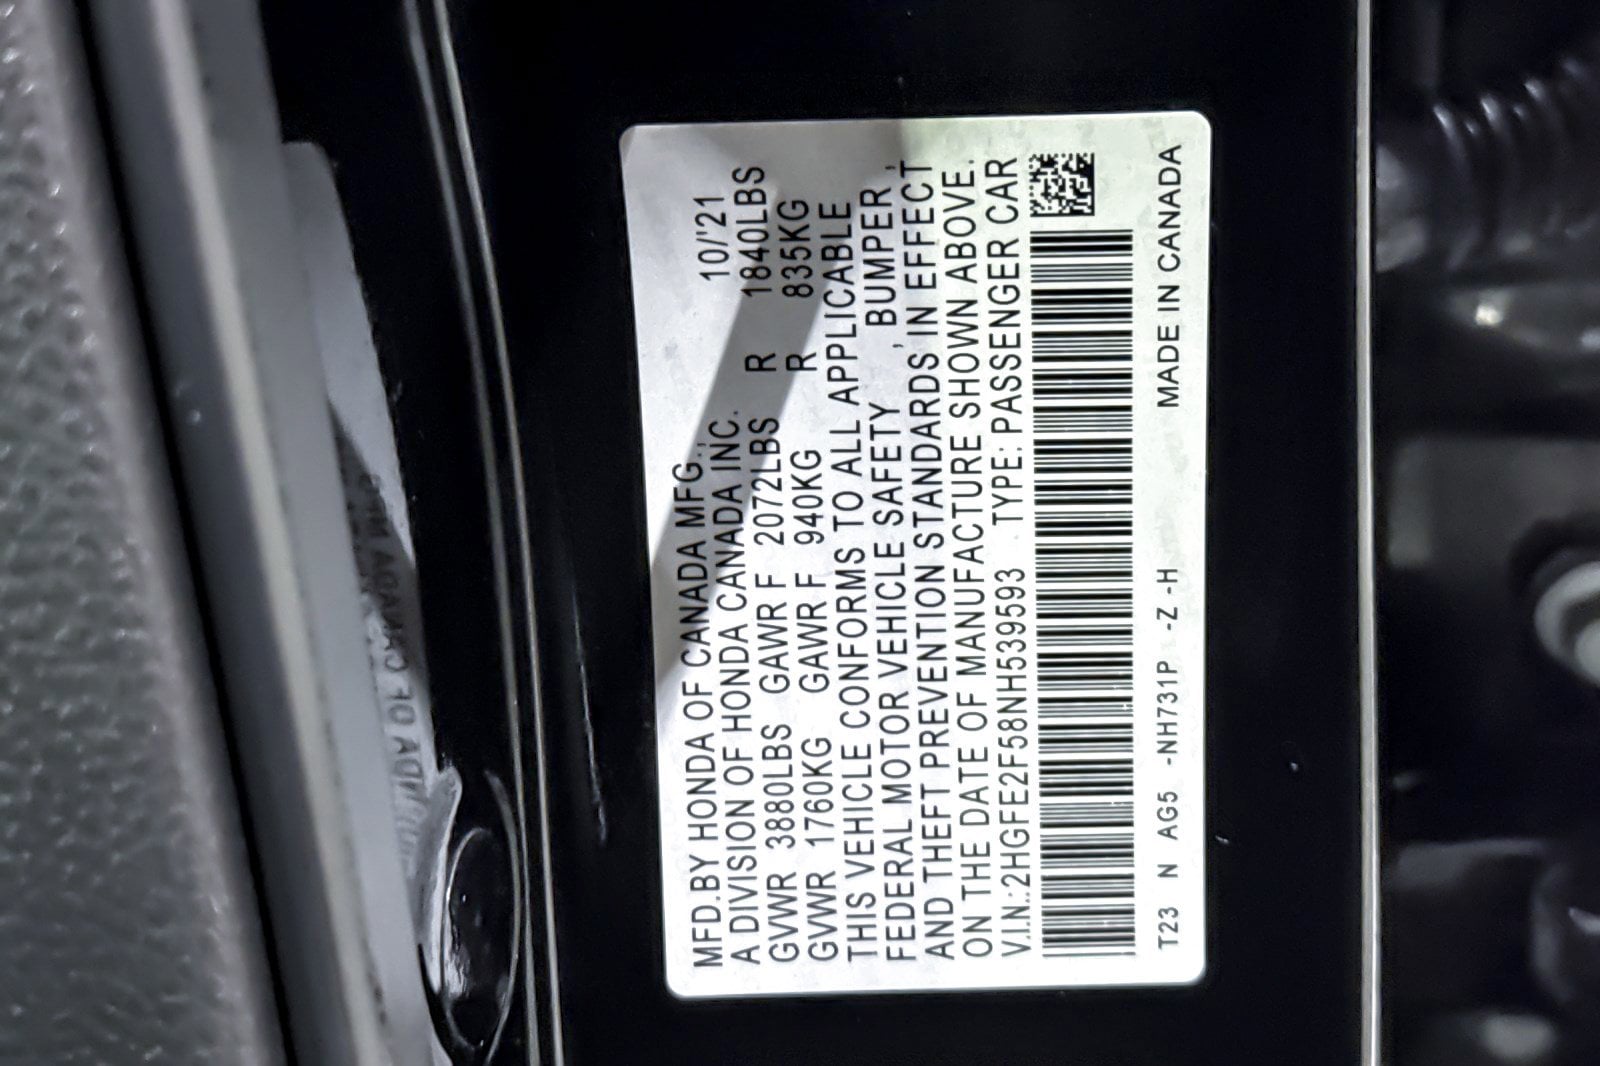 MFD.BY HONDA OF CANADA MFG.,
A DIVISION OF HONDA CANADA INC. 10/'21
GVWR 3880LBS GAWR F 2072LBS R 1840LBS
GVWR 1760KG GAWR F 940KG R 835KG
THIS VEHICLE CONFORMS TO ALL APPLICABLE
FEDERAL MOTOR VEHICLE SAFETY , BUMPER ,
AND THEFT PREVENTION STANDARDS IN EFFECT
ON THE DATE OF MANUFACTURE SHOWN ABOVE.
V.I.N.:2HGFE2F58NH539593 TYPE: PASSENGER CAR
T23 N AG5 -NH731P -Z -H MADE IN CANADA